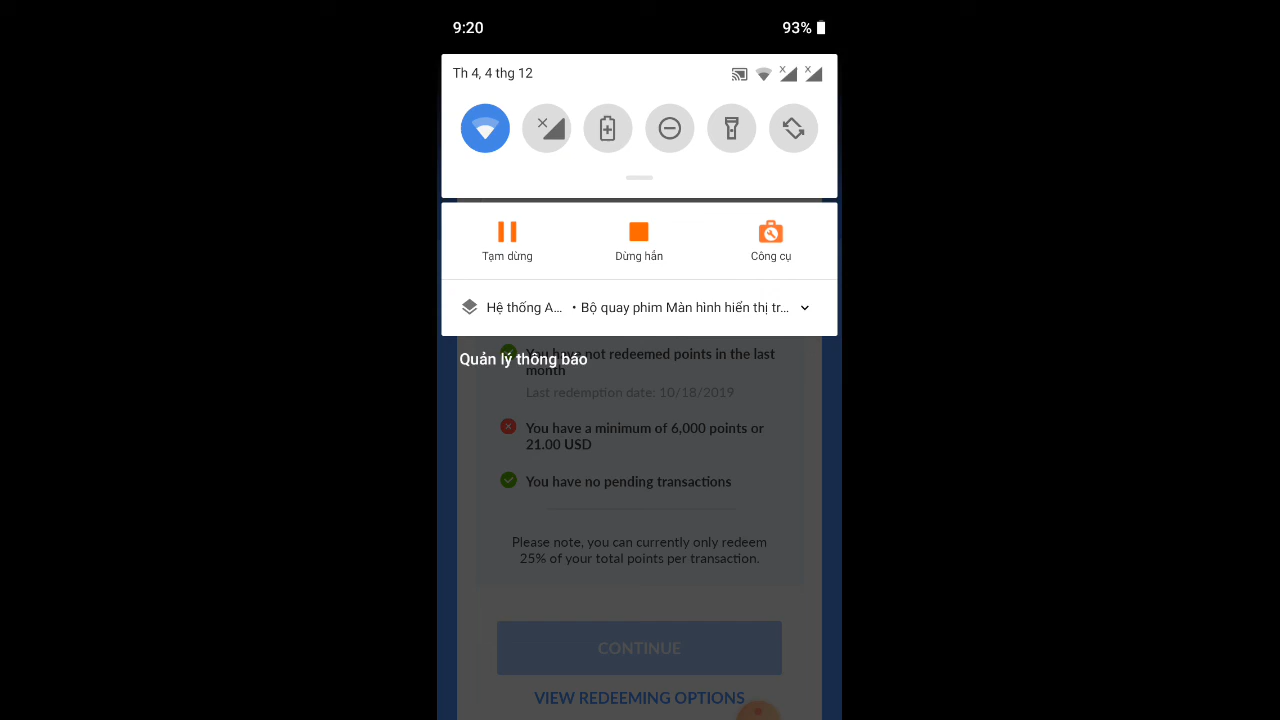 9:20
93%
Th 4, 4 thg 12
Tạm dừng
Dừng hẳn
Công cụ
Hệ thống A... • Bộ quay phim Màn hình hiển thị tr...
Quản lý thông báo
You have not redeemed points in the last
month
Last redemption date: 10/18/2019
You have a minimum of 6,000 points or
21.00 USD
You have no pending transactions
Please note, you can currently only redeem
25% of your total points per transaction.
CONTINUE
VIEW REDEEMING OPTIONS